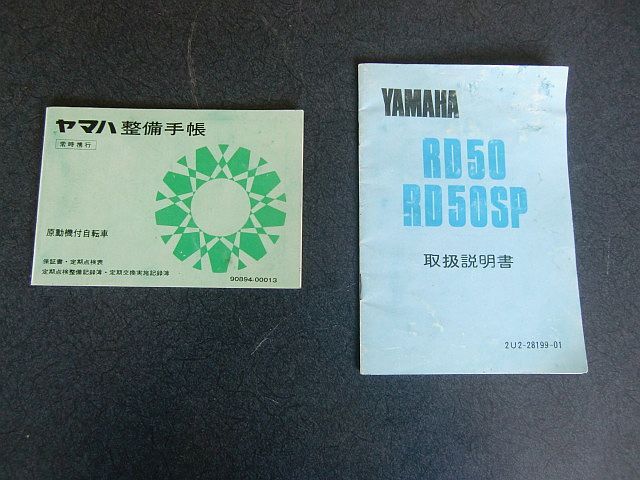 ヤマハ 整備手帳
常時携行
原動機付自転車
保証書・定期点検表
定期点検整備記録簿・定期交換実施記録簿
90894-00013
YAMAHA
RD50
RD50SP
取扱説明書
2U2-28199-01